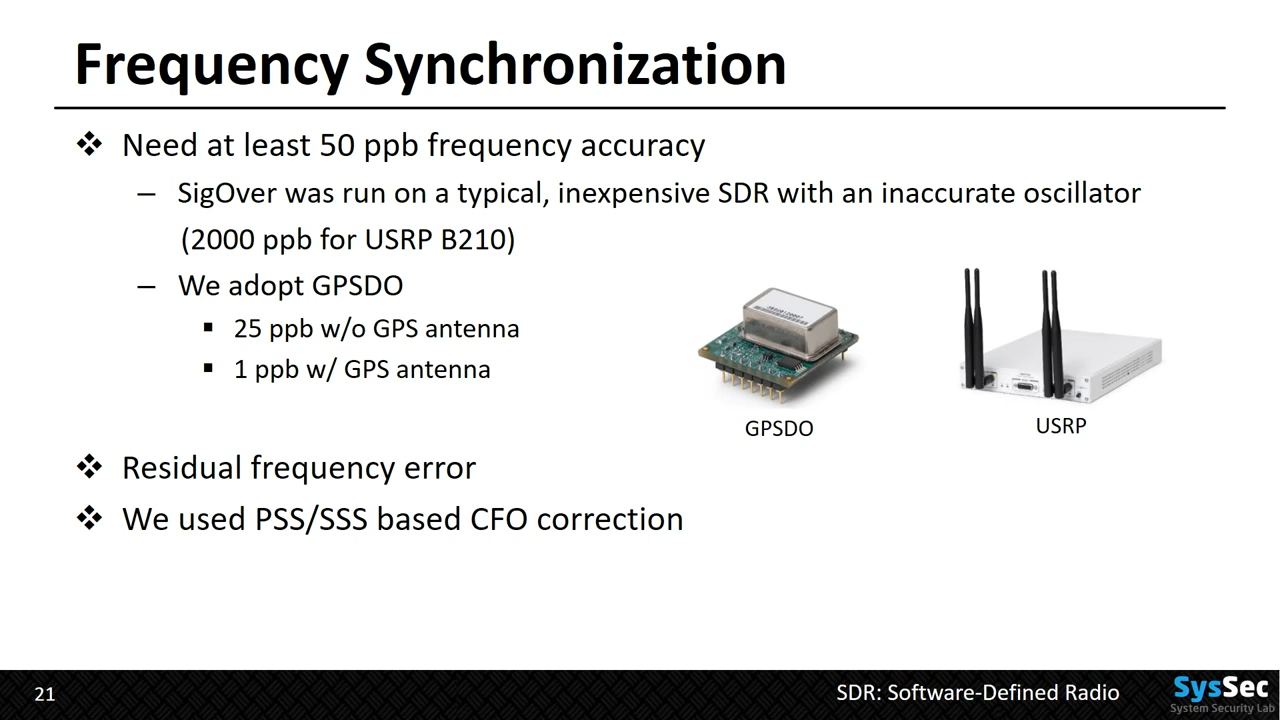 Frequency Synchronization
❖ Need at least 50 ppb frequency accuracy
– SigOver was run on a typical, inexpensive SDR with an inaccurate oscillator
(2000 ppb for USRP B210)
– We adopt GPSDO
▪ 25 ppb w/o GPS antenna
▪ 1 ppb w/ GPS antenna
GPSDO
USRP
❖ Residual frequency error
❖ We used PSS/SSS based CFO correction
21
SDR: Software-Defined Radio
SysSec
System Security Lab